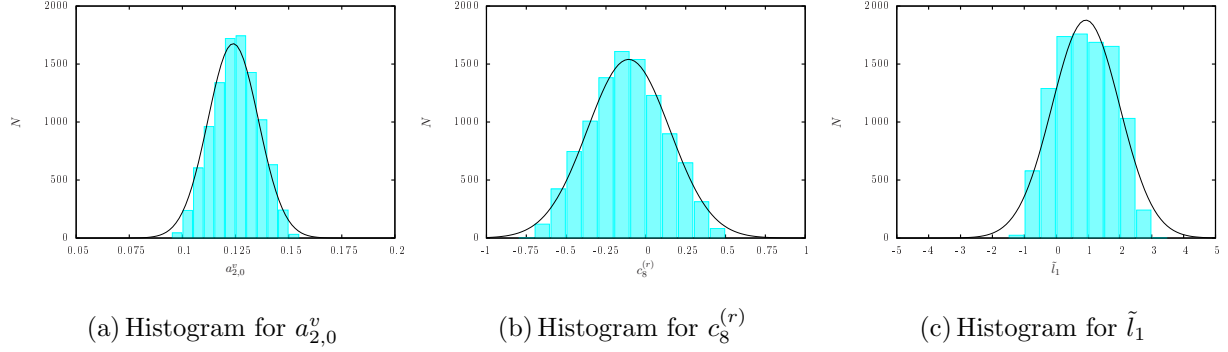 2000
1500
1000
500
0
N
0.05 0.075 0.1 0.125 0.15 0.175 0.2
a^v_{2,0}
(a) Histogram for a^v_{2,0}
2000
1500
1000
500
0
N
-1 -0.75 -0.5 -0.25 0 0.25 0.5 0.75 1
c_8^{(r)}
(b) Histogram for c_8^{(r)}
2000
1500
1000
500
0
N
-5 -4 -3 -2 -1 0 1 2 3 4 5
l̃_1
(c) Histogram for l̃_1